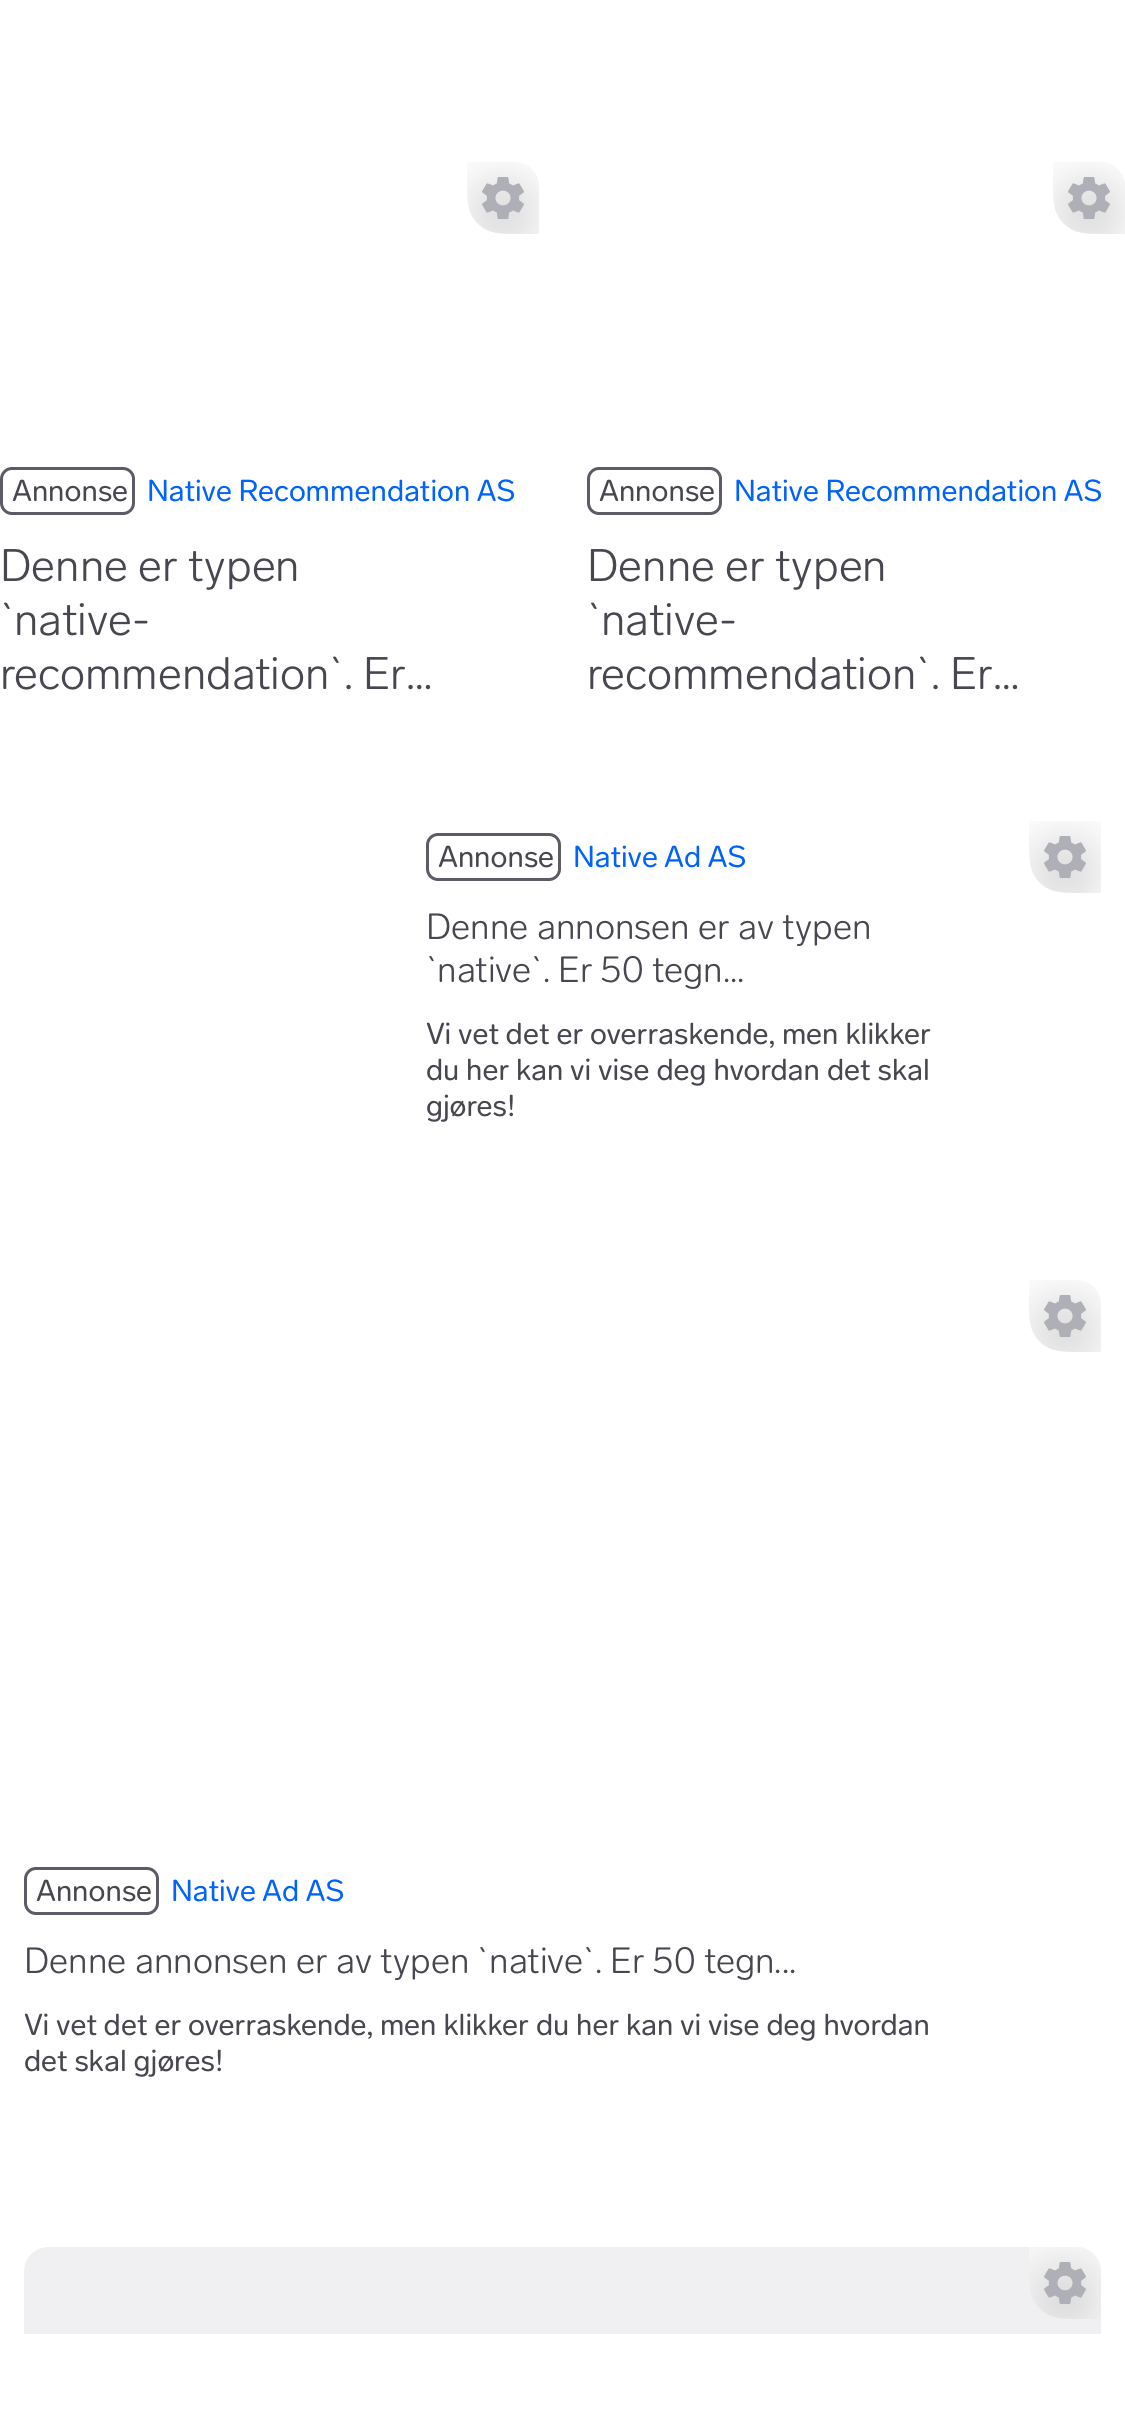 Annonse Native Recommendation AS
Denne er typen
`native-
recommendation`. Er...
Annonse Native Recommendation AS
Denne er typen
`native-
recommendation`. Er...
Annonse Native Ad AS
Denne annonsen er av typen
`native`. Er 50 tegn...
Vi vet det er overraskende, men klikker
du her kan vi vise deg hvordan det skal
gjøres!
Annonse Native Ad AS
Denne annonsen er av typen `native`. Er 50 tegn...
Vi vet det er overraskende, men klikker du her kan vi vise deg hvordan
det skal gjøres!